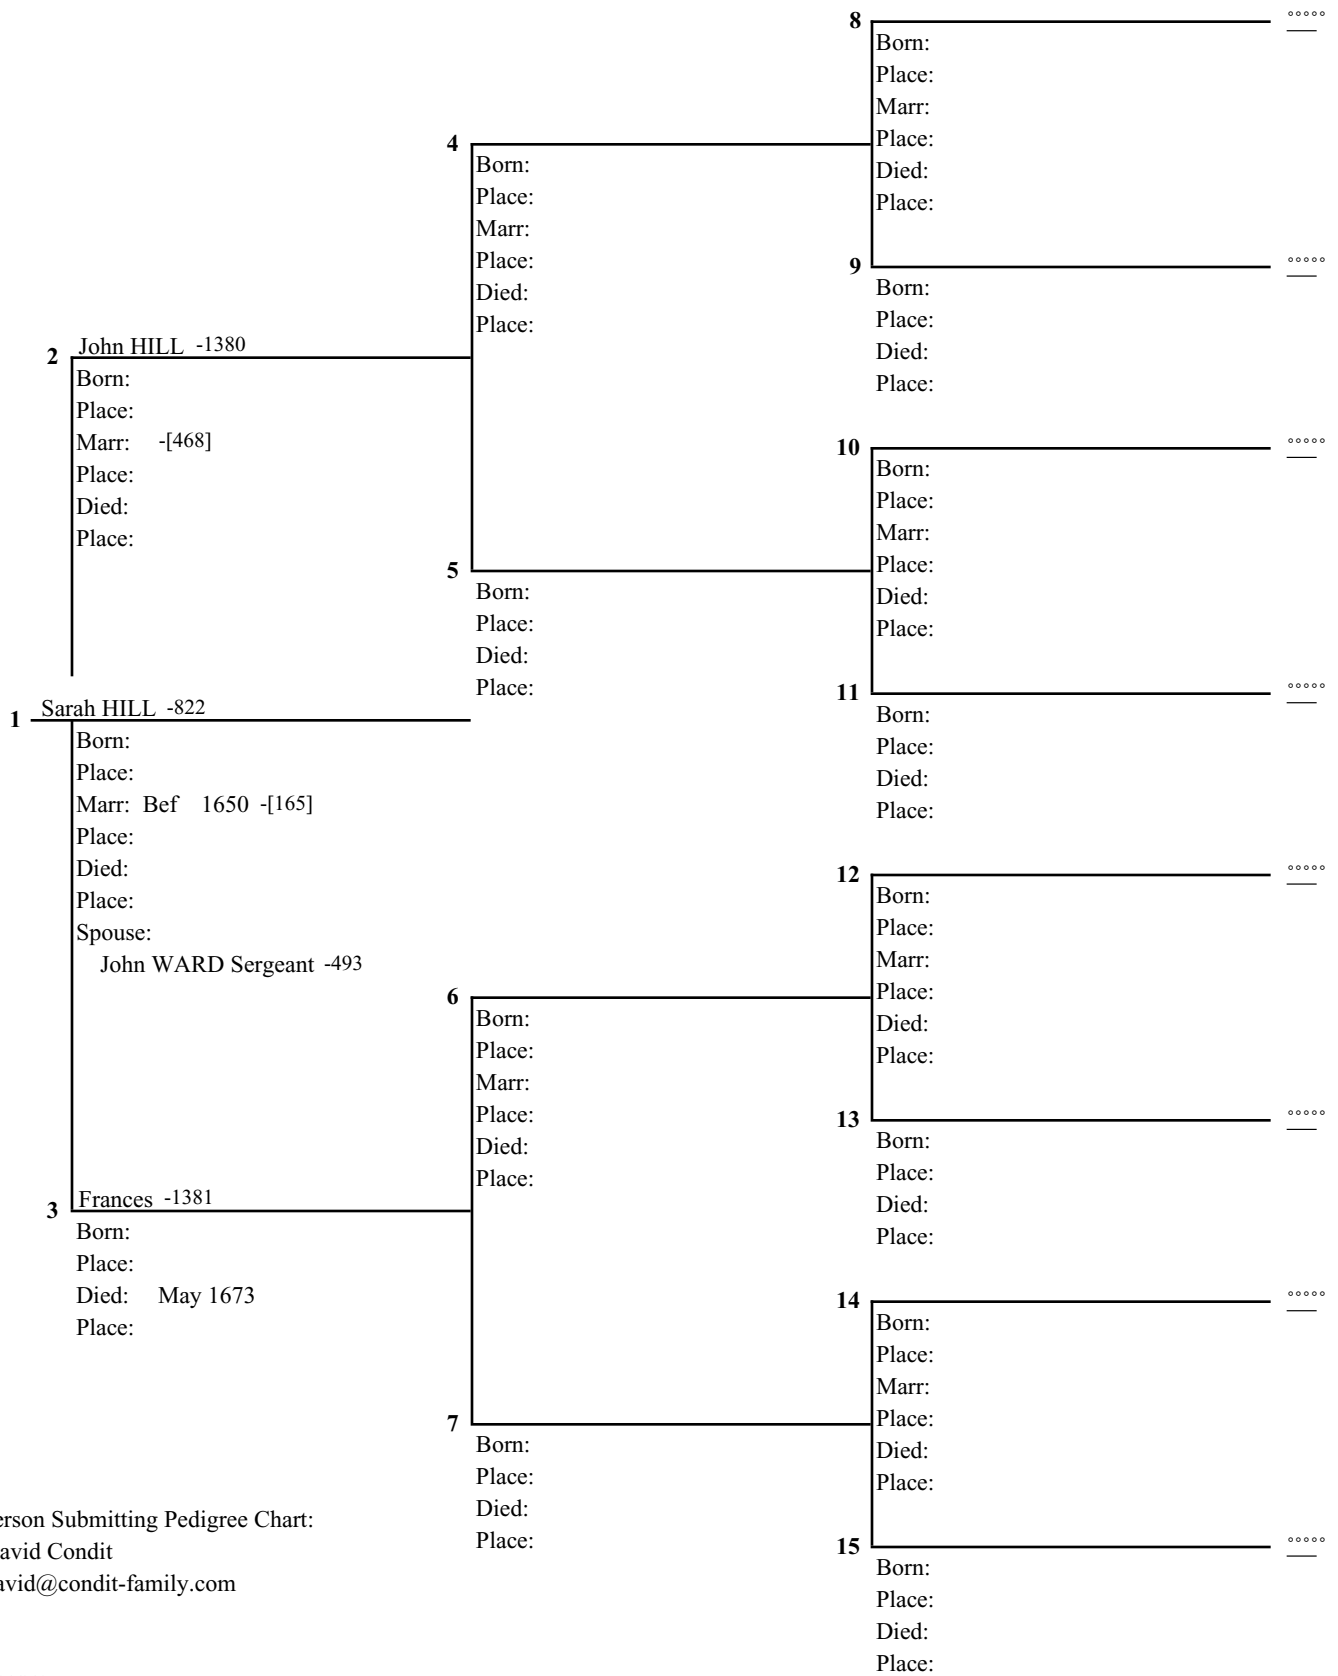 8 °°°°°
Born:
Place:
Marr:
Place:
Died:
Place:
4
Born:
Place:
Marr:
Place:
Died:
Place:
9 °°°°°
Born:
Place:
Died:
Place:
2 John HILL -1380
Born:
Place:
Marr: -[468]
Place:
Died:
Place:
10 °°°°°
Born:
Place:
Marr:
Place:
Died:
Place:
5
Born:
Place:
Died:
Place:
11 °°°°°
Born:
Place:
Died:
Place:
1 Sarah HILL -822
Born:
Place:
Marr: Bef 1650 -[165]
Place:
Died:
Place:
Spouse:
John WARD Sergeant -493
12 °°°°°
Born:
Place:
Marr:
Place:
Died:
Place:
6
Born:
Place:
Marr:
Place:
Died:
Place:
13 °°°°°
Born:
Place:
Died:
Place:
3 Frances -1381
Born:
Place:
Died: May 1673
Place:
14 °°°°°
Born:
Place:
Marr:
Place:
Died:
Place:
7
Born:
Place:
Died:
Place:
15 °°°°°
Born:
Place:
Died:
Place:
erson Submitting Pedigree Chart:
avid Condit
avid@condit-family.com